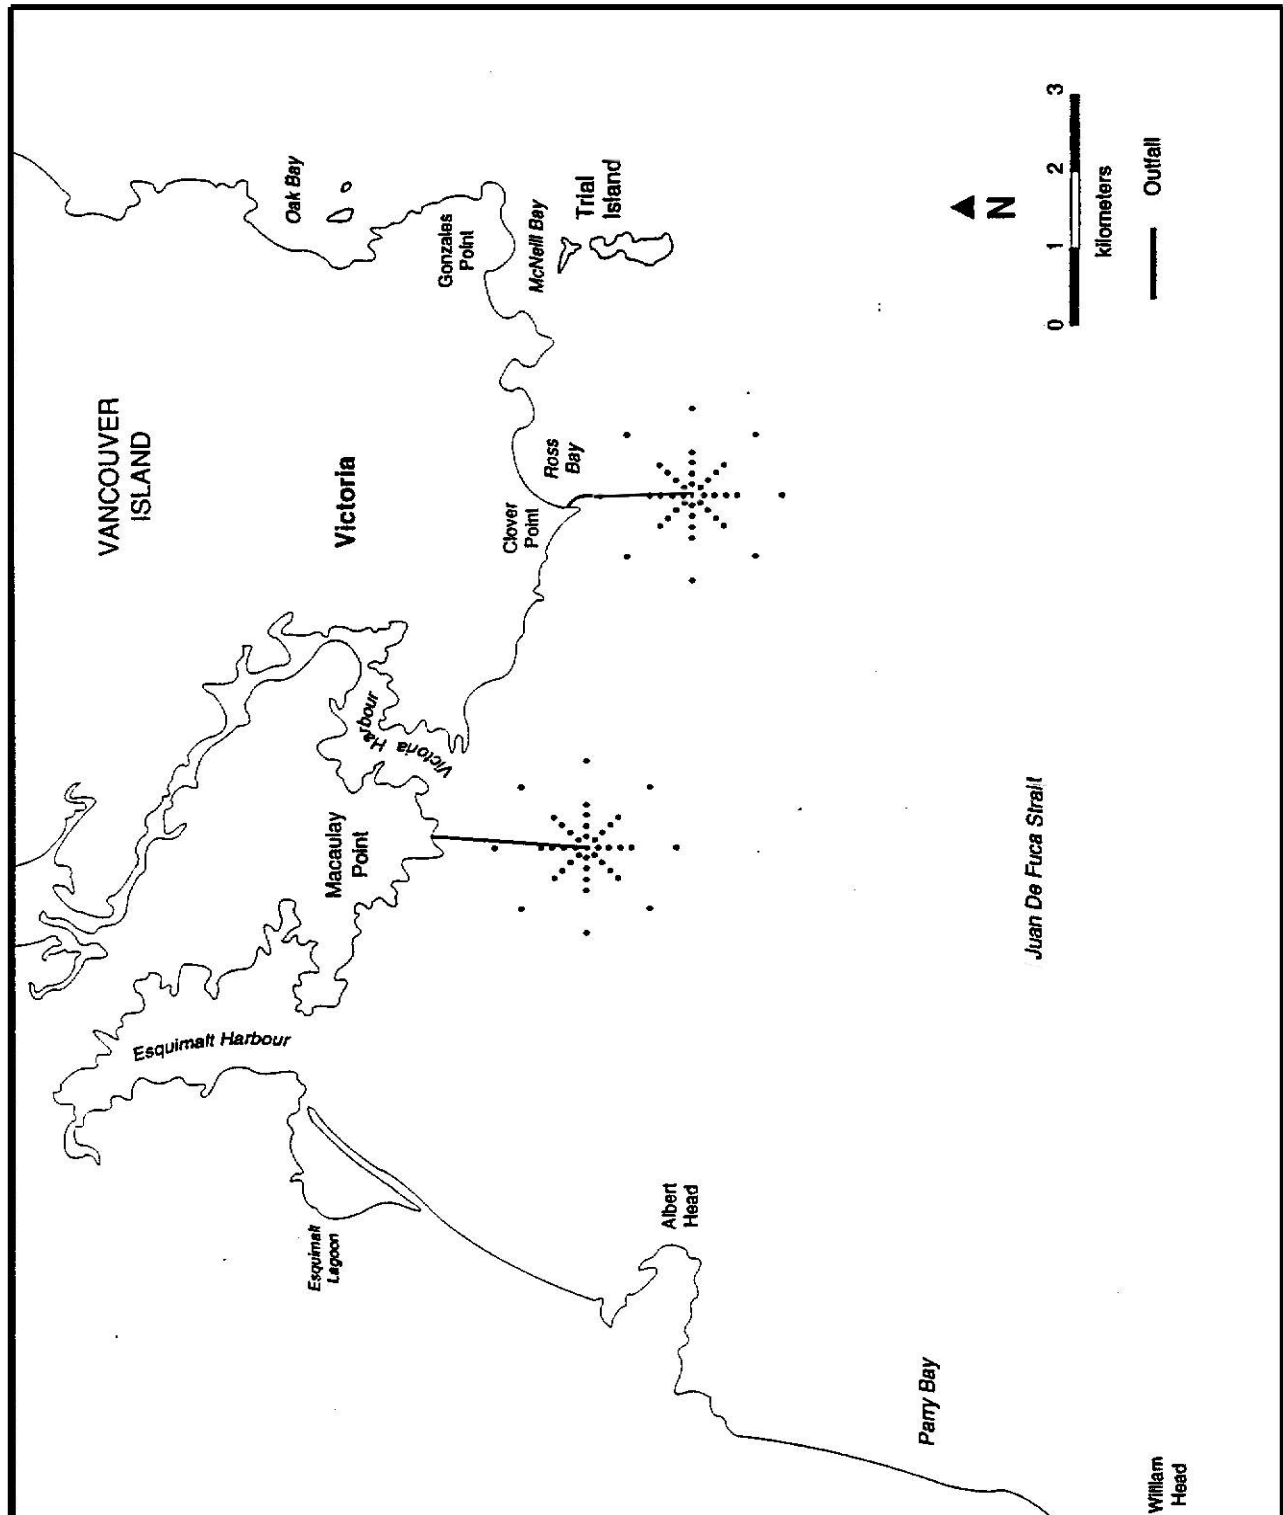 VANCOUVER
ISLAND
Victoria
Oak Bay
Gonzales
Point
McNeill Bay
Trial
Island
Ross
Bay
Clover
Point
Victoria Harbour
Macaulay
Point
Esquimalt Harbour
Esquimalt
Lagoon
Albert
Head
Parry Bay
William
Head
Juan De Fuca Strait
N
0 1 2 3
kilometers
Outfall